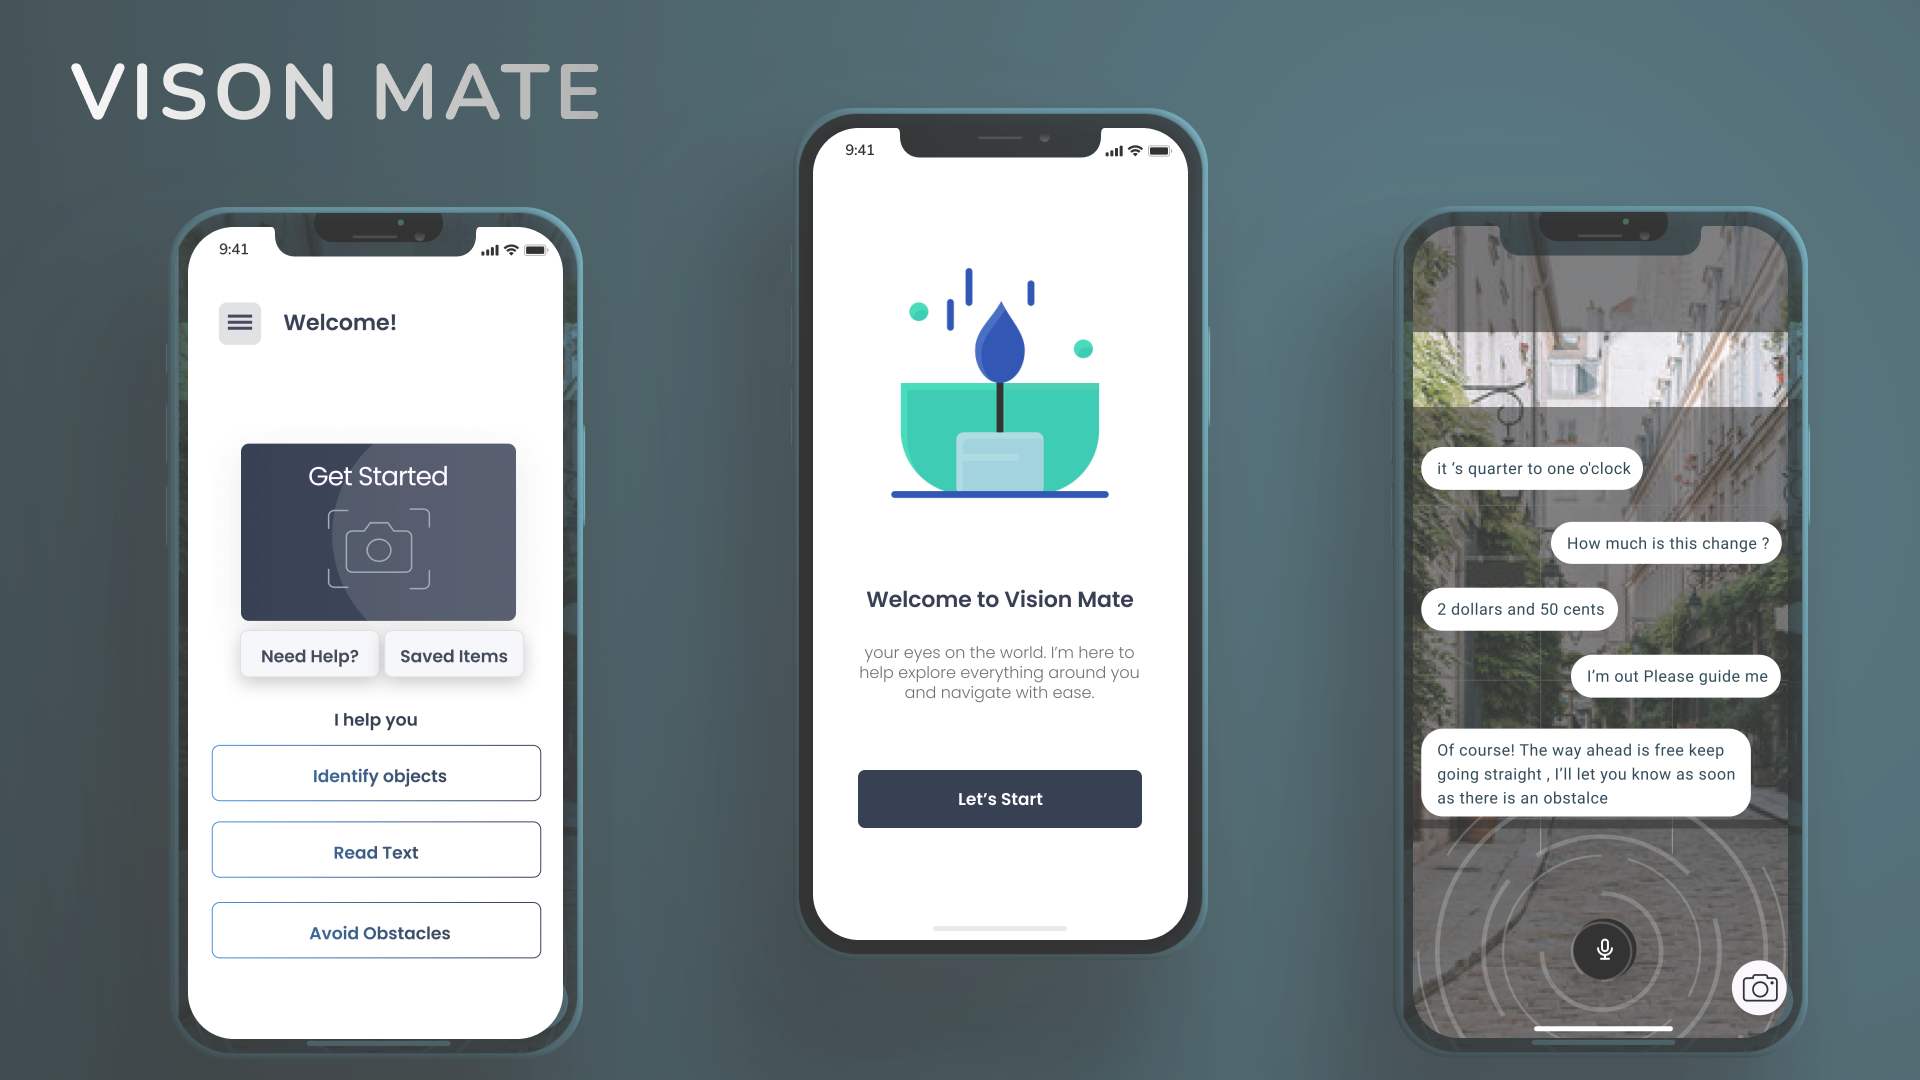 VISON MATE
9:41
Welcome!
Get Started
Need Help?
Saved Items
I help you
Identify objects
Read Text
Avoid Obstacles
9:41
Welcome to Vision Mate
your eyes on the world. I’m here to
help explore everything around you
and navigate with ease.
Let’s Start
it ‘s quarter to one o'clock
How much is this change ?
2 dollars and 50 cents
I’m out Please guide me
Of course! The way ahead is free keep
going straight , I’ll let you know as soon
as there is an obstalce